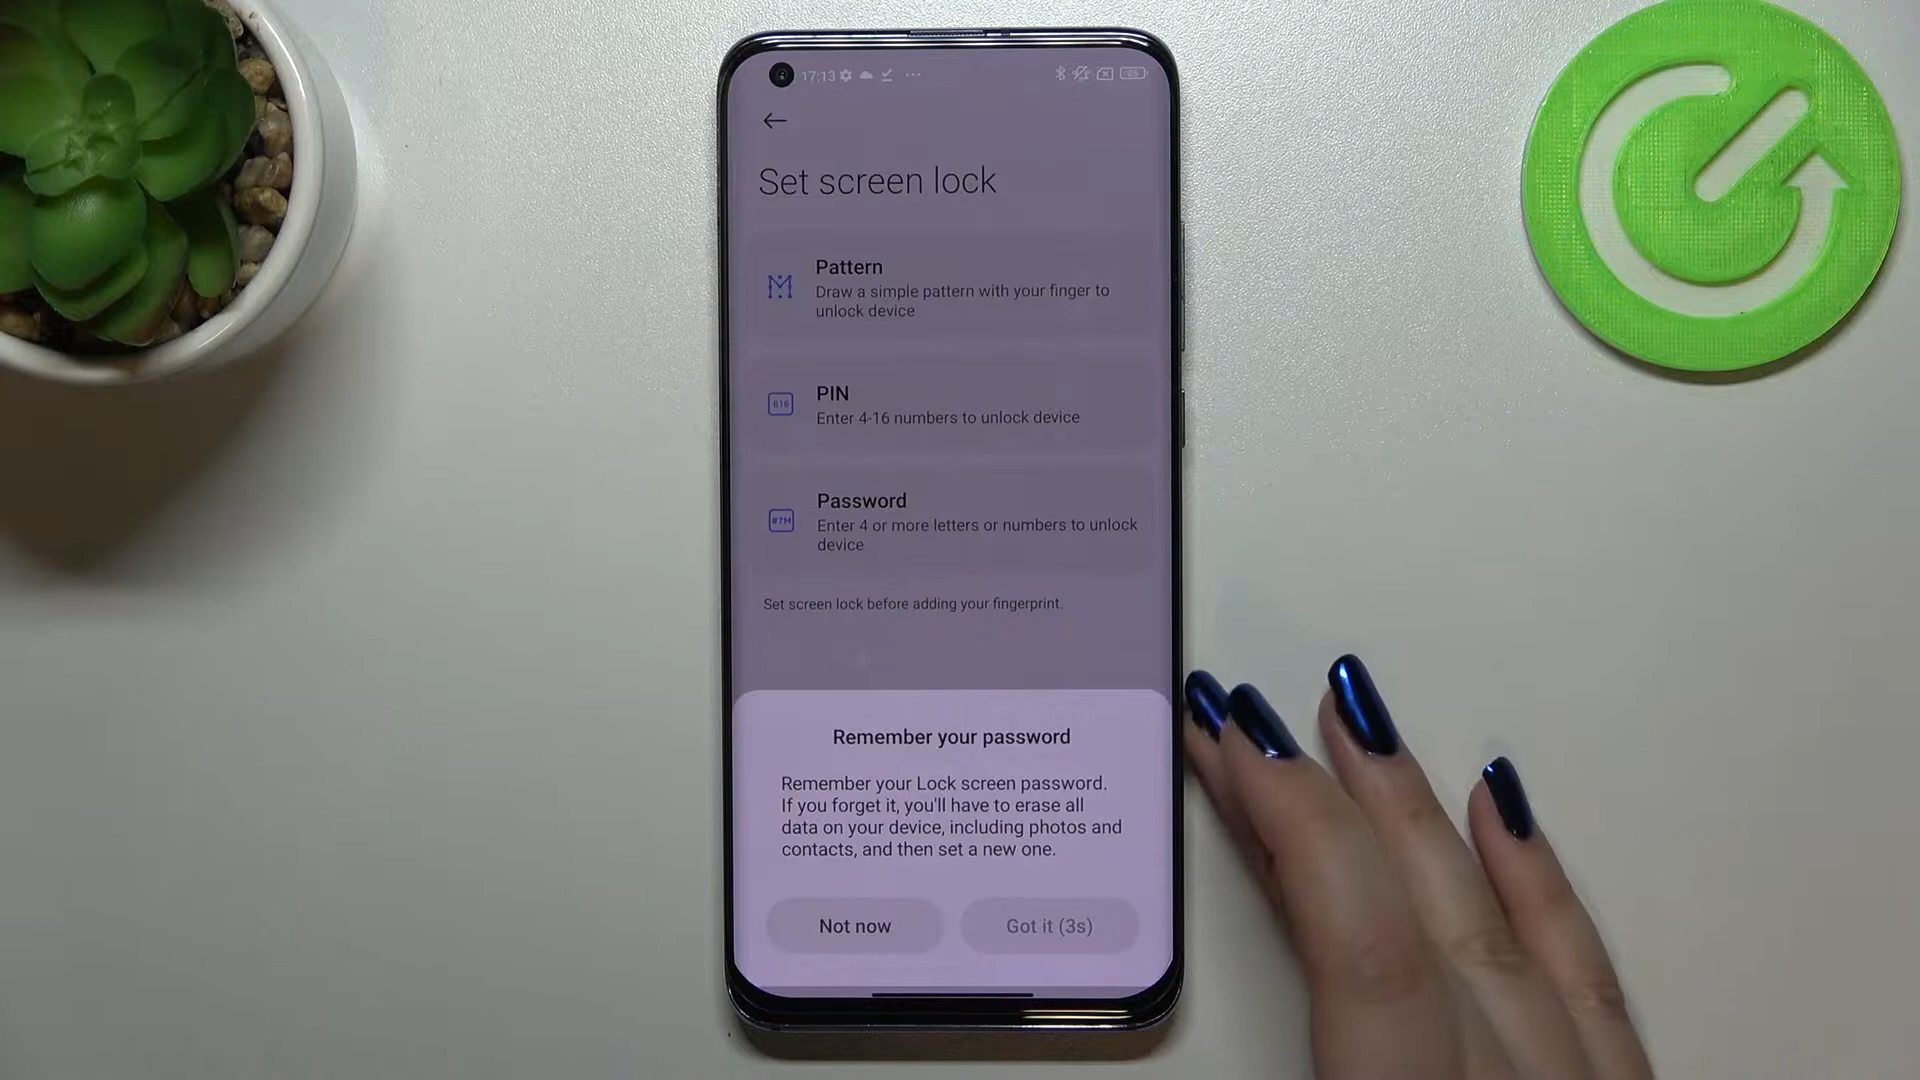 17:13
Set screen lock
Pattern
Draw a simple pattern with your finger to
unlock device
616
PIN
Enter 4-16 numbers to unlock device
#7M
Password
Enter 4 or more letters or numbers to unlock
device
Set screen lock before adding your fingerprint.
Remember your password
Remember your Lock screen password.
If you forget it, you'll have to erase all
data on your device, including photos and
contacts, and then set a new one.
Not now
Got it (3s)